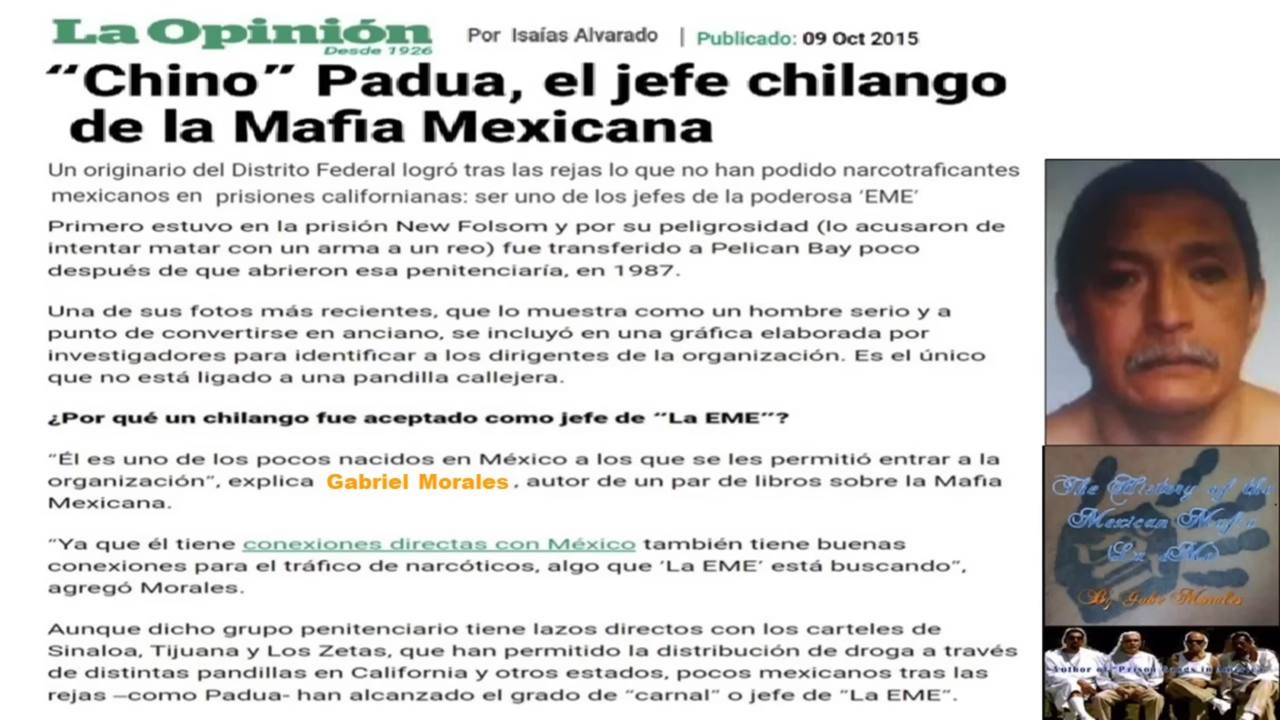 La Opinión
Desde 1926
Por Isaías Alvarado | Publicado: 09 Oct 2015
“Chino” Padua, el jefe chilango
de la Mafia Mexicana
Un originario del Distrito Federal logró tras las rejas lo que no han podido narcotraficantes
mexicanos en prisiones californianas: ser uno de los jefes de la poderosa ‘EME’
Primero estuvo en la prisión New Folsom y por su peligrosidad (lo acusaron de
intentar matar con un arma a un reo) fue transferido a Pelican Bay poco
después de que abrieron esa penitenciaría, en 1987.
Una de sus fotos más recientes, que lo muestra como un hombre serio y a
punto de convertirse en anciano, se incluyó en una gráfica elaborada por
investigadores para identificar a los dirigentes de la organización. Es el único
que no está ligado a una pandilla callejera.
¿Por qué un chilango fue aceptado como jefe de “La EME”?
“Él es uno de los pocos nacidos en México a los que se les permitió entrar a la
organización”, explica Gabriel Morales, autor de un par de libros sobre la Mafia
Mexicana.
“Ya que él tiene conexiones directas con México también tiene buenas
conexiones para el tráfico de narcóticos, algo que ‘La EME’ está buscando”,
agregó Morales.
Aunque dicho grupo penitenciario tiene lazos directos con los carteles de
Sinaloa, Tijuana y Los Zetas, que han permitido la distribución de droga a través
de distintas pandillas en California y otros estados, pocos mexicanos tras las
rejas –como Padua- han alcanzado el grado de “carnal” o jefe de “La EME”.
The History of the
Mexican Mafia
La eMe
By Gabe Morales
Author of "Prison